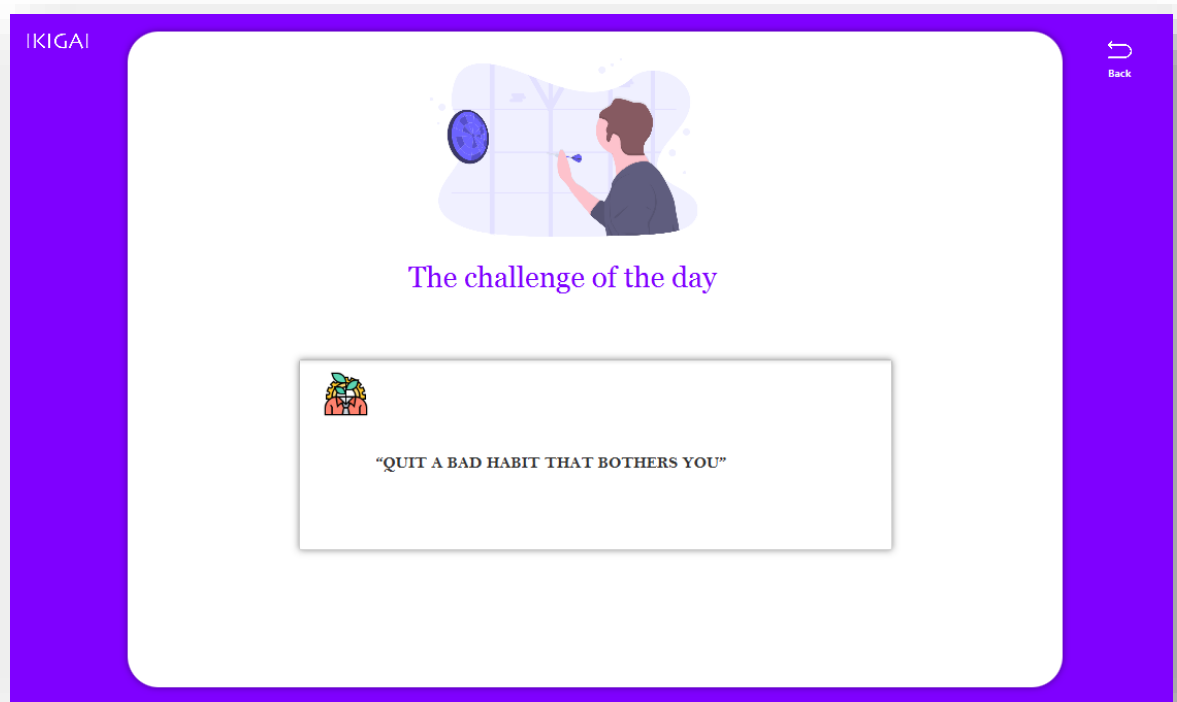 IKIGAI
Back
The challenge of the day
“QUIT A BAD HABIT THAT BOTHERS YOU”